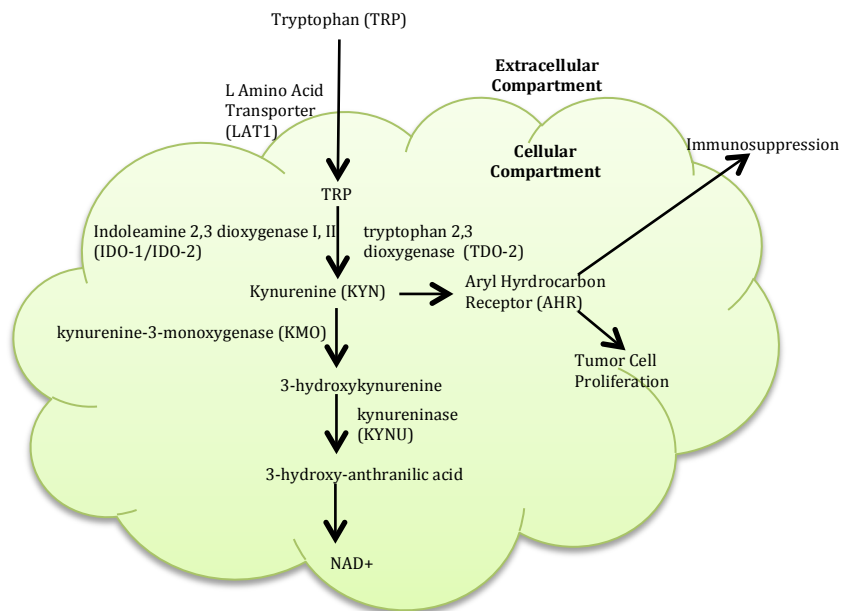 Tryptophan (TRP)
Extracellular
Compartment
L Amino Acid
Transporter
(LAT1)
Cellular
Compartment
Immunosuppression
TRP
Indoleamine 2,3 dioxygenase I, II
(IDO-1/IDO-2)
tryptophan 2,3
dioxygenase (TDO-2)
Kynurenine (KYN)
Aryl Hyrdrocarbon
Receptor (AHR)
kynurenine-3-monoxygenase (KMO)
Tumor Cell
Proliferation
3-hydroxykynurenine
kynureninase
(KYNU)
3-hydroxy-anthranilic acid
NAD+